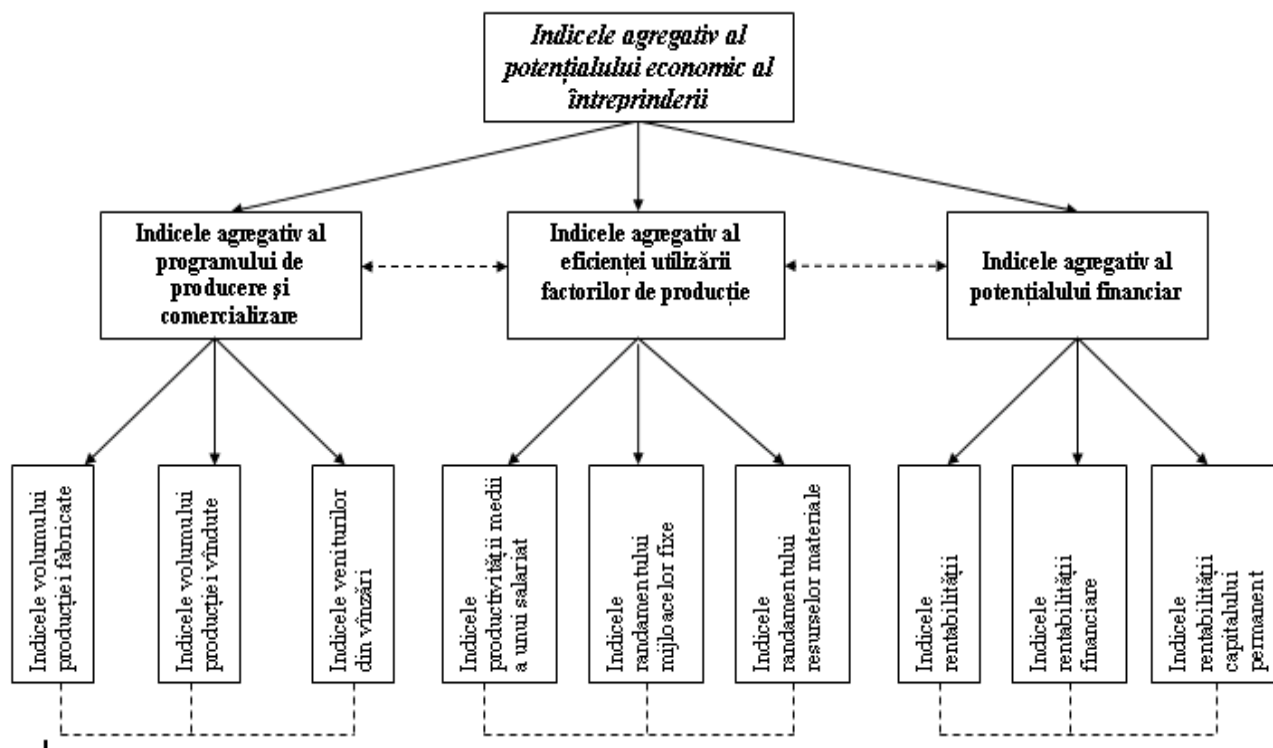 Indicele agregativ al
potențialului economic al
întreprinderii
Indicele agregativ al
programului de
producere și
comercializare
Indicele agregativ al
eficienței utilizării
factorilor de producție
Indicele agregativ al
potențialului financiar
Indicele volumului
producției fabricate
Indicele volumului
producției vîndute
Indicele veniturilor
din vînzări
Indicele
productivității medii
a unui salariat
Indicele
randamentului
mijloacelor fixe
Indicele
randamentului
resurselor materiale
Indicele
rentabilității
Indicele
rentabilității
financiare
Indicele
rentabilității
capitalului
permanent